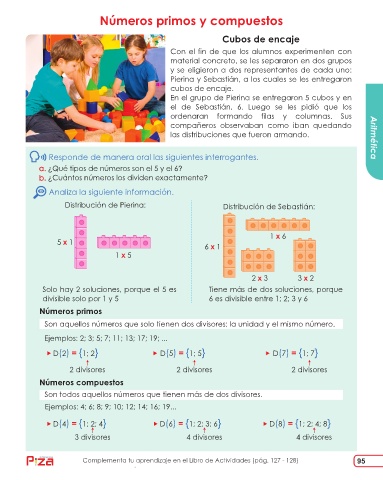 Números primos y compuestos
Cubos de encaje
Con el fin de que los alumnos experimenten con
material concreto, se les separaron en dos grupos
y se eligieron a dos representantes de cada uno:
Pierina y Sebastián, a los cuales se les entregaron
cubos de encaje.
En el grupo de Pierina se entregaron 5 cubos y en
el de Sebastián, 6. Luego se les pidió que los
ordenaran formando filas y columnas. Sus
compañeros observaban como iban quedando
las distribuciones que fueron armando.
Aritmética
Responde de manera oral las siguientes interrogantes.
a. ¿Qué tipos de números son el 5 y el 6?
b. ¿Cuántos números los dividen exactamente?
Analiza la siguiente información.
Distribución de Pierina:
5 x 1
1 x 5
Solo hay 2 soluciones, porque el 5 es
divisible solo por 1 y 5
Distribución de Sebastián:
6 x 1
1 x 6
2 x 3
3 x 2
Tiene más de dos soluciones, porque
6 es divisible entre 1; 2; 3 y 6
Números primos
Son aquellos números que solo tienen dos divisores: la unidad y el mismo número.
Ejemplos: 2; 3; 5; 7; 11; 13; 17; 19; ...
D(2) = {1; 2}
2 divisores
D(5) = {1; 5}
2 divisores
D(7) = {1; 7}
2 divisores
Números compuestos
Son todos aquellos números que tienen más de dos divisores.
Ejemplos: 4; 6; 8; 9; 10; 12; 14; 16; 19...
D(4) = {1; 2; 4}
3 divisores
D(6) = {1; 2; 3; 6}
4 divisores
D(8) = {1; 2; 4; 8}
4 divisores
Complementa tu aprendizaje en el Libro de Actividades (pág. 127 - 128)
95